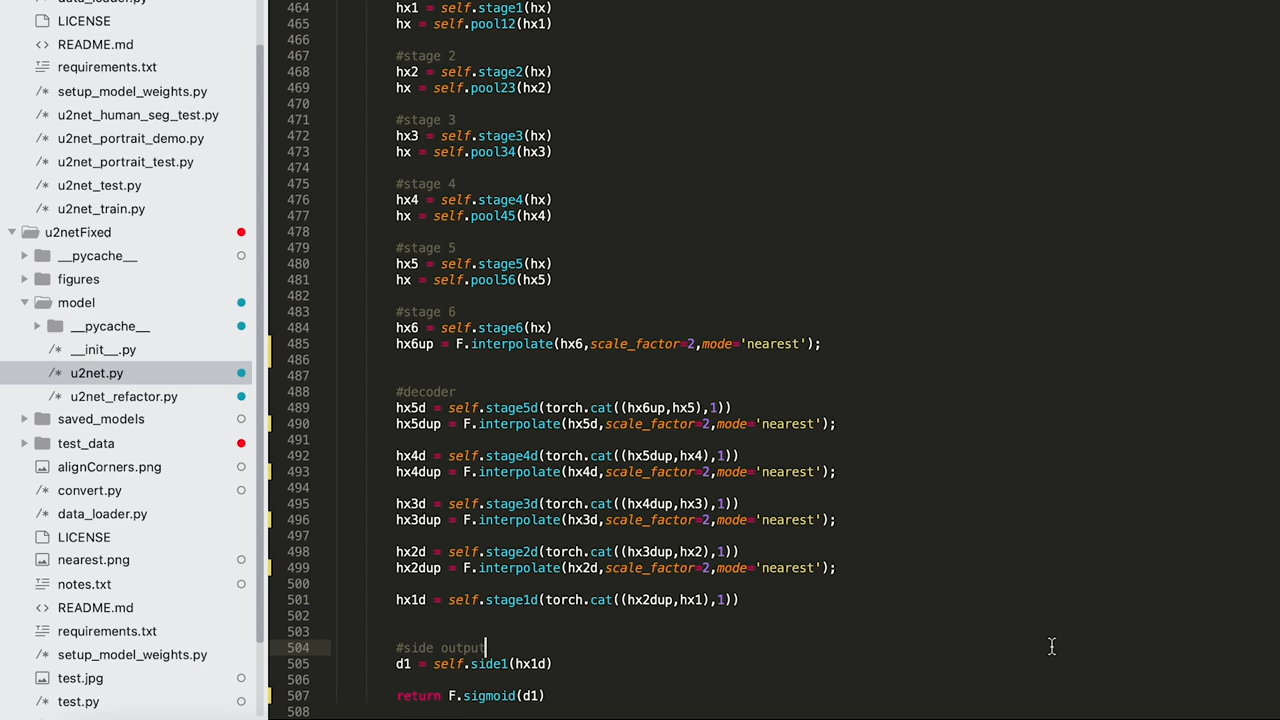 data_loader.py
LICENSE
README.md
requirements.txt
setup_model_weights.py
u2net_human_seg_test.py
u2net_portrait_demo.py
u2net_portrait_test.py
u2net_test.py
u2net_train.py
u2netFixed
__pycache__
figures
model
__pycache__
__init__.py
u2net.py
u2net_refactor.py
saved_models
test_data
alignCorners.png
convert.py
data_loader.py
LICENSE
nearest.png
notes.txt
README.md
requirements.txt
setup_model_weights.py
test.jpg
test.py
464 hx1 = self.stage1(hx)
465 hx = self.pool12(hx1)
466
467 #stage 2
468 hx2 = self.stage2(hx)
469 hx = self.pool23(hx2)
470
471 #stage 3
472 hx3 = self.stage3(hx)
473 hx = self.pool34(hx3)
474
475 #stage 4
476 hx4 = self.stage4(hx)
477 hx = self.pool45(hx4)
478
479 #stage 5
480 hx5 = self.stage5(hx)
481 hx = self.pool56(hx5)
482
483 #stage 6
484 hx6 = self.stage6(hx)
485 hx6up = F.interpolate(hx6,scale_factor=2,mode='nearest');
486
487
488 #decoder
489 hx5d = self.stage5d(torch.cat((hx6up,hx5),1))
490 hx5dup = F.interpolate(hx5d,scale_factor=2,mode='nearest');
491
492 hx4d = self.stage4d(torch.cat((hx5dup,hx4),1))
493 hx4dup = F.interpolate(hx4d,scale_factor=2,mode='nearest');
494
495 hx3d = self.stage3d(torch.cat((hx4dup,hx3),1))
496 hx3dup = F.interpolate(hx3d,scale_factor=2,mode='nearest');
497
498 hx2d = self.stage2d(torch.cat((hx3dup,hx2),1))
499 hx2dup = F.interpolate(hx2d,scale_factor=2,mode='nearest');
500
501 hx1d = self.stage1d(torch.cat((hx2dup,hx1),1))
502
503
504 #side output
505 d1 = self.side1(hx1d)
506
507 return F.sigmoid(d1)
508